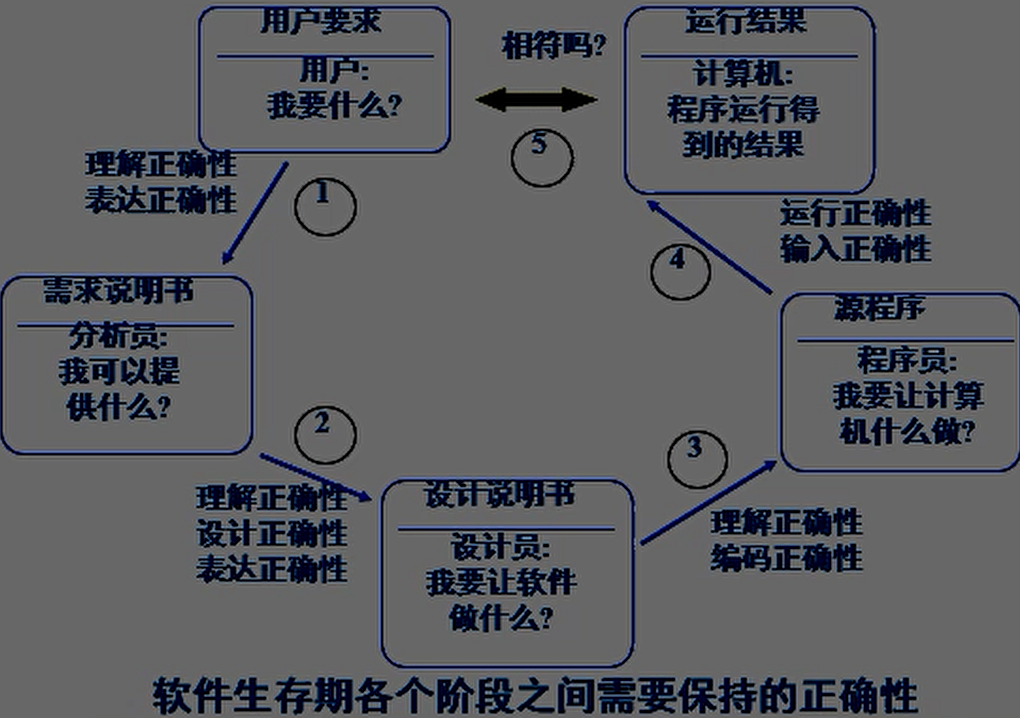 用户要求
用户:
我要什么?
相符吗?
5
运行结果
计算机:
程序运行得
到的结果
理解正确性
表达正确性
1
4
运行正确性
输入正确性
需求说明书
分析员:
我可以提
供什么?
源程序
程序员:
我要让计算
机什么做?
2
理解正确性
设计正确性
表达正确性
设计说明书
设计员:
我要让软件
做什么?
3
理解正确性
编码正确性
软件生存期各个阶段之间需要保持的正确性